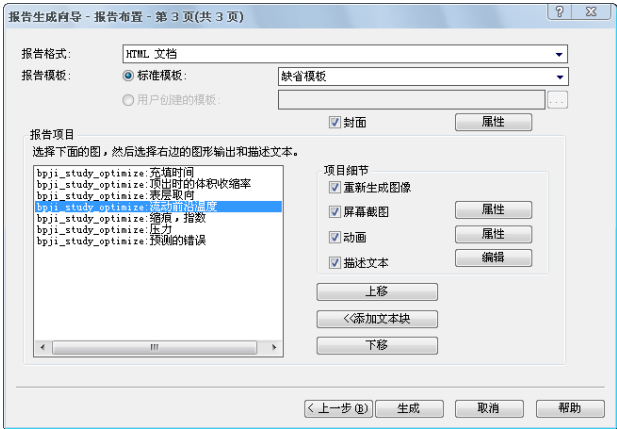 报告生成向导 - 报告布置 - 第 3 页(共 3 页)
报告格式:
HTML 文档
报告模板:
标准模板:
缺省模板
用户创建的模板:
...
封面
属性
报告项目
选择下面的图，然后选择右边的图形输出和描述文本。
bpji_study_optimize:充填时间
bpji_study_optimize:顶出时的体积收缩率
bpji_study_optimize:表层取向
bpji_study_optimize:流动前沿温度
bpji_study_optimize:缩痕，指数
bpji_study_optimize:压力
bpji_study_optimize:预测的错误
项目细节
重新生成图像
屏幕截图
属性
动画
属性
描述文本
编辑
上移
<<添加文本块
下移
< 上一步(B)
生成
取消
帮助